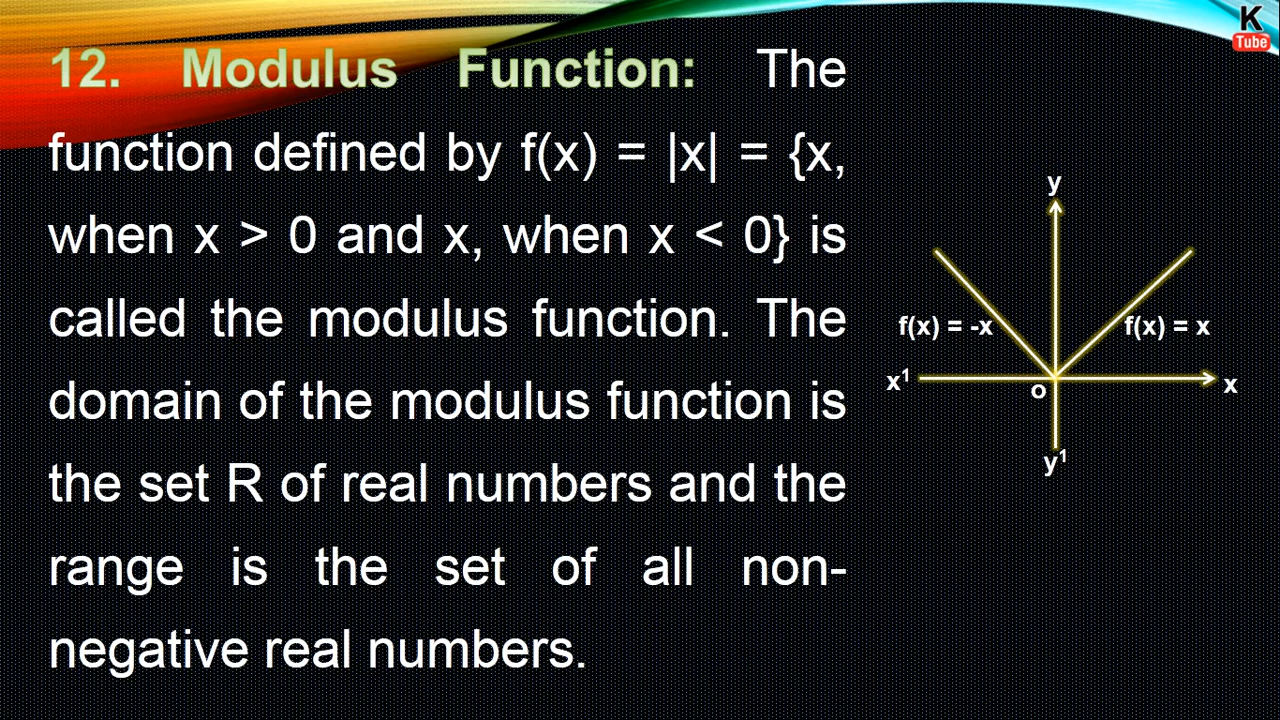 K
Tube
12. Modulus Function: The
function defined by f(x) = |x| = {x,
when x > 0 and x, when x < 0} is
called the modulus function. The
domain of the modulus function is
the set R of real numbers and the
range is the set of all non-
negative real numbers.
y
f(x) = -x
f(x) = x
x¹
o
x
y¹